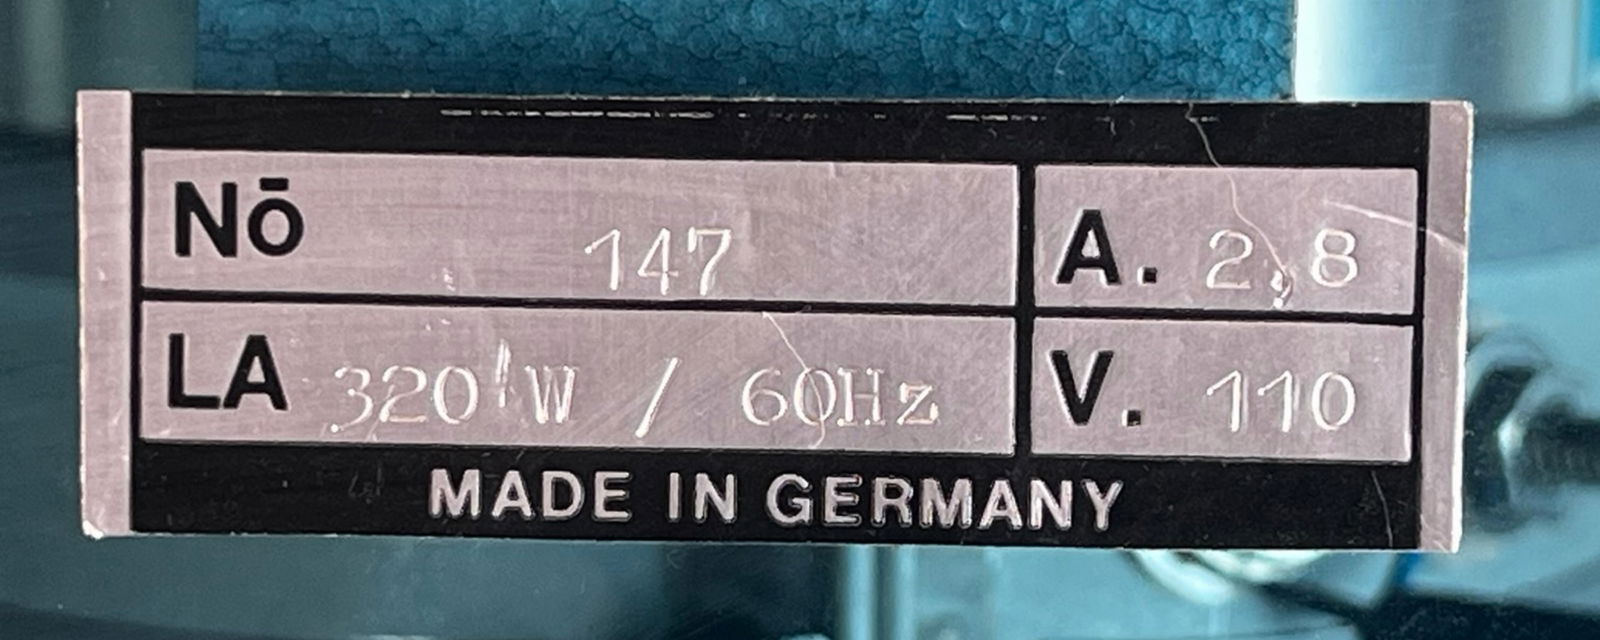 Nō 147 A. 2,8
LA 320 W / 60Hz V. 110
MADE IN GERMANY